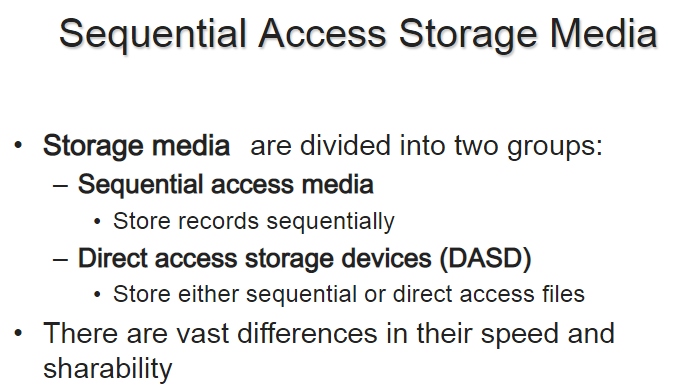 Sequential Access Storage Media
• Storage media are divided into two groups:
– Sequential access media
• Store records sequentially
– Direct access storage devices (DASD)
• Store either sequential or direct access files
• There are vast differences in their speed and
sharability